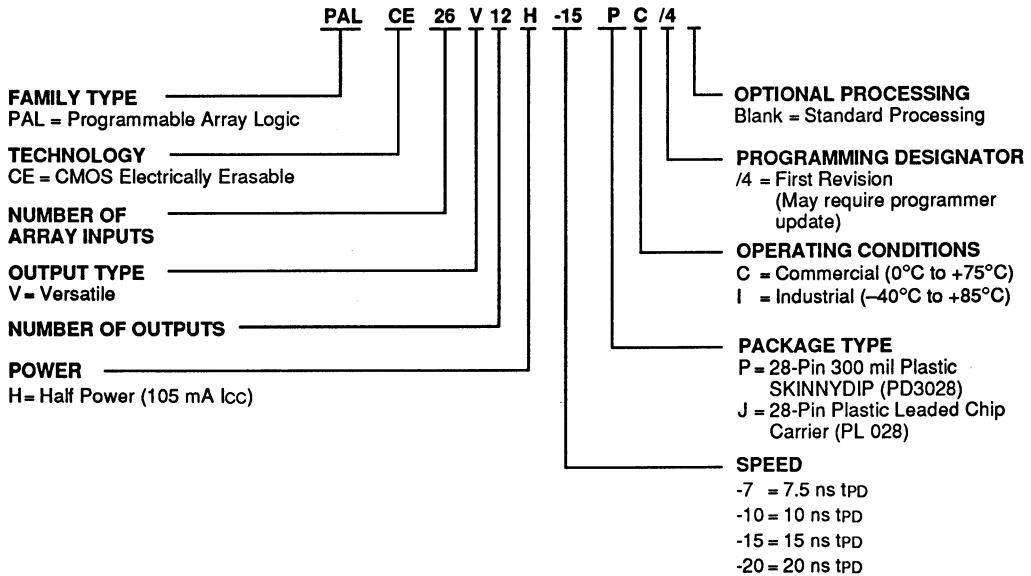 PAL CE 26 V 12 H -15 P C /4
FAMILY TYPE
PAL = Programmable Array Logic
TECHNOLOGY
CE = CMOS Electrically Erasable
NUMBER OF
ARRAY INPUTS
OUTPUT TYPE
V = Versatile
NUMBER OF OUTPUTS
POWER
H = Half Power (105 mA ICC)
OPTIONAL PROCESSING
Blank = Standard Processing
PROGRAMMING DESIGNATOR
/4 = First Revision
(May require programmer
update)
OPERATING CONDITIONS
C = Commercial (0°C to +75°C)
I = Industrial (–40°C to +85°C)
PACKAGE TYPE
P = 28-Pin 300 mil Plastic
SKINNYDIP (PD3028)
J = 28-Pin Plastic Leaded Chip
Carrier (PL 028)
SPEED
-7 = 7.5 ns tPD
-10 = 10 ns tPD
-15 = 15 ns tPD
-20 = 20 ns tPD